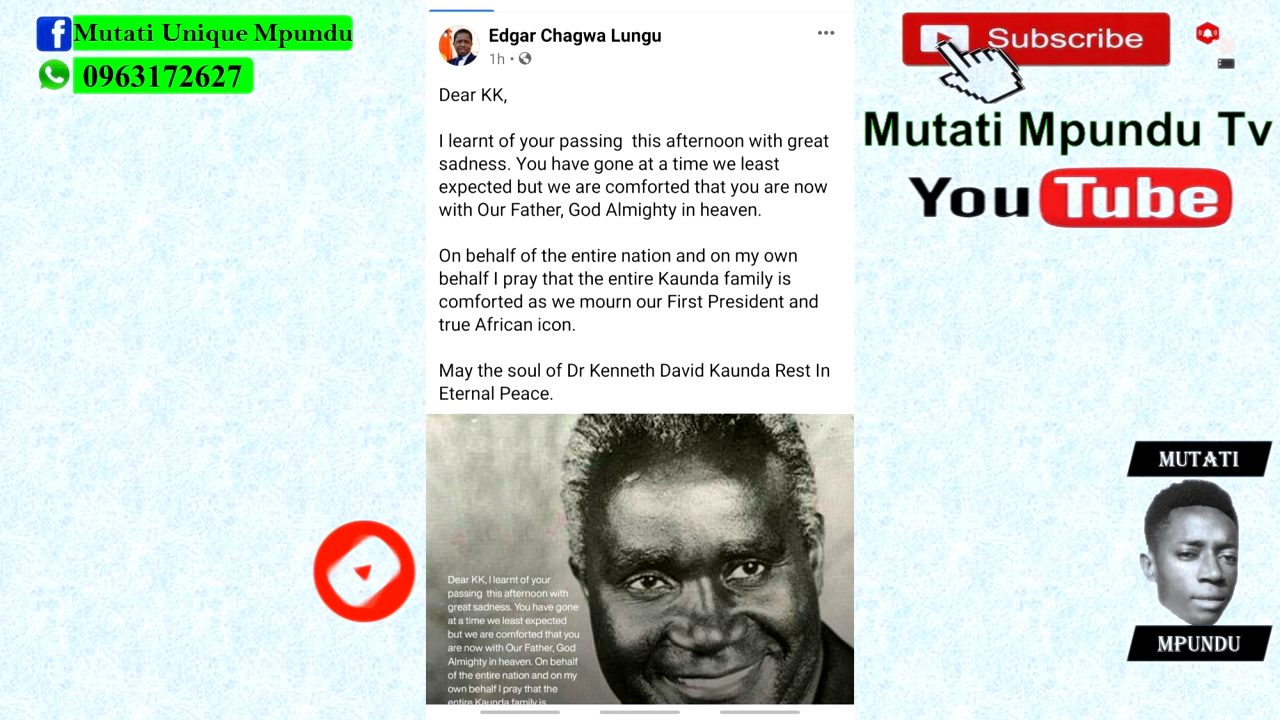 Mutati Unique Mpundu
0963172627
Edgar Chagwa Lungu
1h
Dear KK,
I learnt of your passing this afternoon with great
sadness. You have gone at a time we least
expected but we are comforted that you are now
with Our Father, God Almighty in heaven.
On behalf of the entire nation and on my own
behalf I pray that the entire Kaunda family is
comforted as we mourn our First President and
true African icon.
May the soul of Dr Kenneth David Kaunda Rest In
Eternal Peace.
Dear KK, I learnt of your
passing this afternoon with
great sadness. You have gone
at a time we least expected
but we are comforted that you
are now with Our Father, God
Almighty in heaven. On behalf
of the entire nation and on my
own behalf I pray that the
entire Kaunda family is
Subscribe
Mutati Mpundu Tv
YouTube
MUTATI
MPUNDU